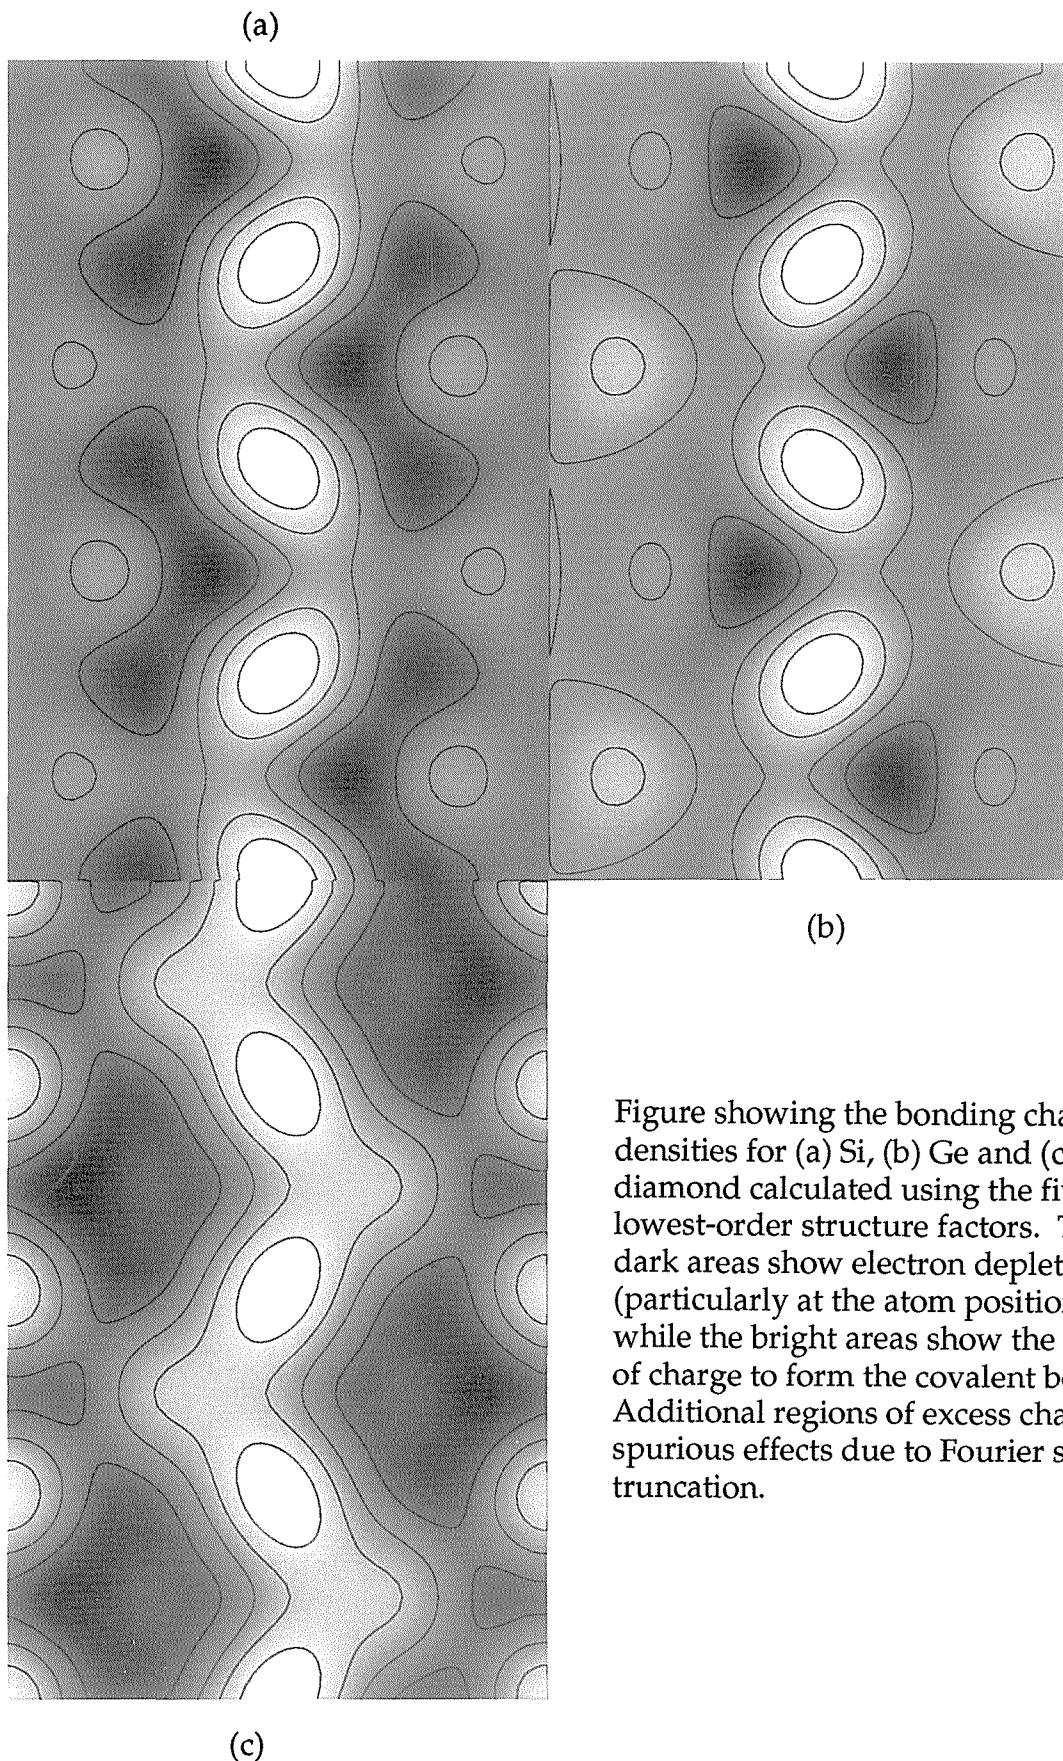 (a)
(b)
Figure showing the bonding cha
densities for (a) Si, (b) Ge and (c
diamond calculated using the fi
lowest-order structure factors. T
dark areas show electron deplet
(particularly at the atom position
while the bright areas show the
of charge to form the covalent b
Additional regions of excess cha
spurious effects due to Fourier s
truncation.
(c)